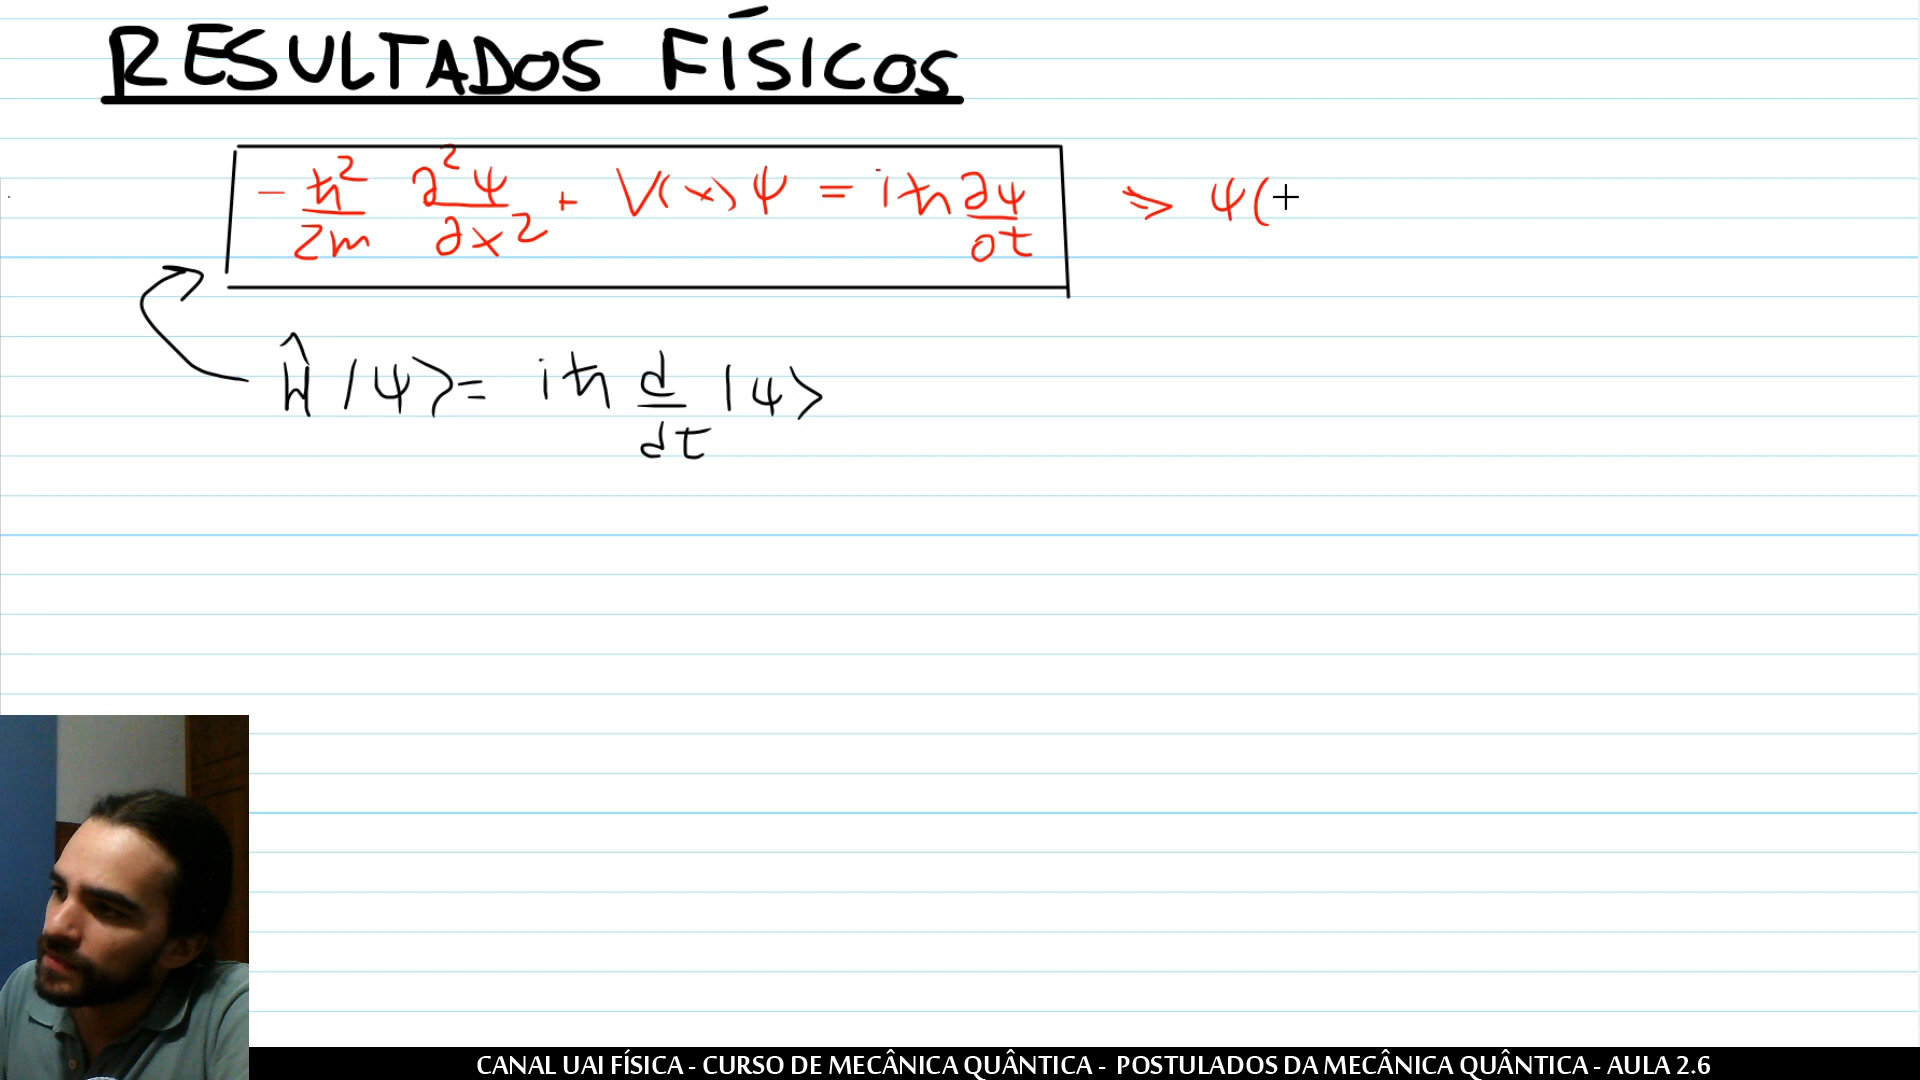 RESULTADOS FÍSICOS
-ħ²/2m ∂²ψ/∂x² + V(x)ψ = iħ ∂ψ/∂t ⇒ ψ(
Ĥ|ψ> = iħ d/dt |ψ>
CANAL UAI FÍSICA - CURSO DE MECÂNICA QUÂNTICA - POSTULADOS DA MECÂNICA QUÂNTICA - AULA 2.6